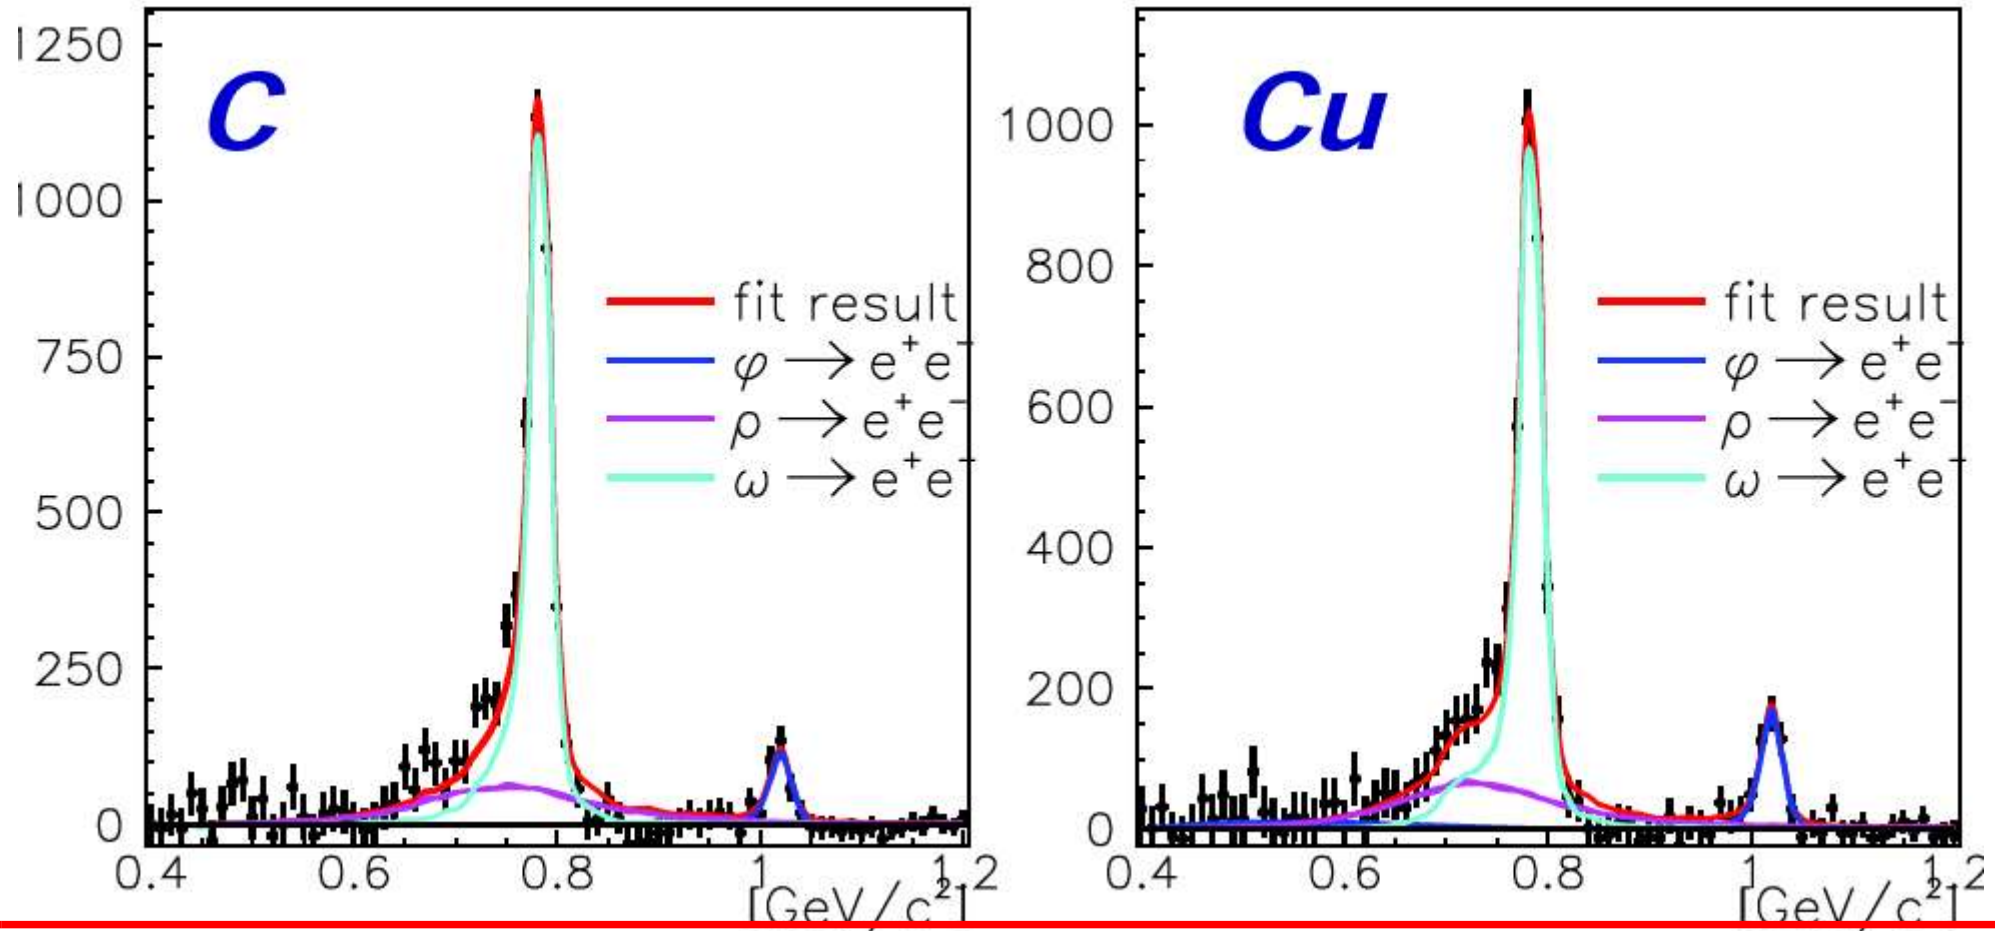 C
1250
1000
750
500
250
0
0.4 0.6 0.8 1 1.2
[GeV/c²]
fit result
φ → e⁺e⁻
ρ → e⁺e⁻
ω → e⁺e⁻
Cu
1000
800
600
400
200
0
0.4 0.6 0.8 1 1.2
[GeV/c²]
fit result
φ → e⁺e⁻
ρ → e⁺e⁻
ω → e⁺e⁻